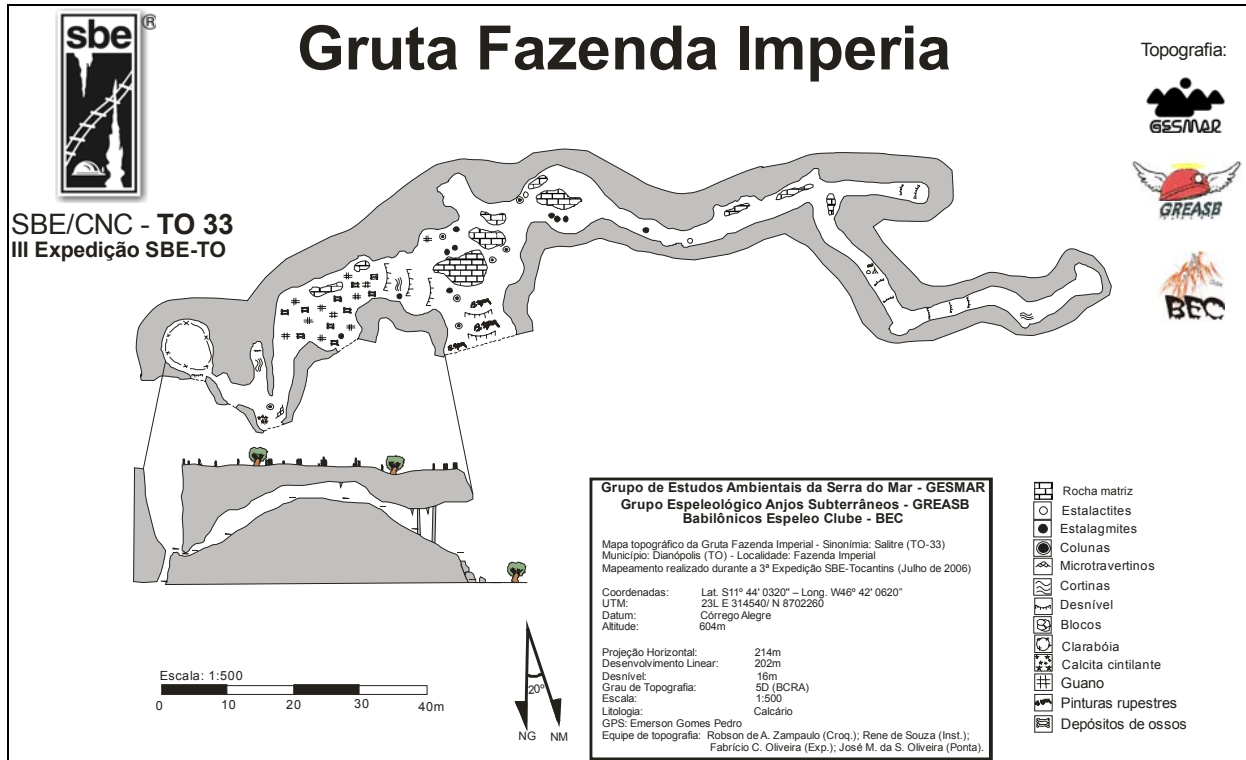 sbe®
Gruta Fazenda Imperia
SBE/CNC - TO 33
III Expedição SBE-TO
Topografia:
GESMAR
GREASB
BEC
Grupo de Estudos Ambientais da Serra do Mar - GESMAR
Grupo Espeleológico Anjos Subterrâneos - GREASB
Babilônicos Espeleo Clube - BEC
Mapa topográfico da Gruta Fazenda Imperial - Sinonímia: Salitre (TO-33)
Município: Dianópolis (TO) - Localidade: Fazenda Imperial
Mapeamento realizado durante a 3ª Expedição SBE-Tocantins (Julho de 2006)
Coordenadas: Lat. S11º 44' 0320" – Long. W46º 42' 0620"
UTM: 23L E 314540/ N 8702260
Datum: Córrego Alegre
Altitude: 604m
Projeção Horizontal: 214m
Desenvolvimento Linear: 202m
Desnível: 16m
Grau de Topografia: 5D (BCRA)
Escala: 1:500
Litologia: Calcário
GPS: Emerson Gomes Pedro
Equipe de topografia: Robson de A. Zampaulo (Croq.); Rene de Souza (Inst.);
Fabrício C. Oliveira (Exp.); José M. da S. Oliveira (Ponta).
Rocha matriz
Estalactites
Estalagmites
Colunas
Microtravertinos
Cortinas
Desnível
Blocos
Clarabóia
Calcita cintilante
Guano
Pinturas rupestres
Depósitos de ossos
Escala: 1:500
0 10 20 30 40m
20º
NG NM